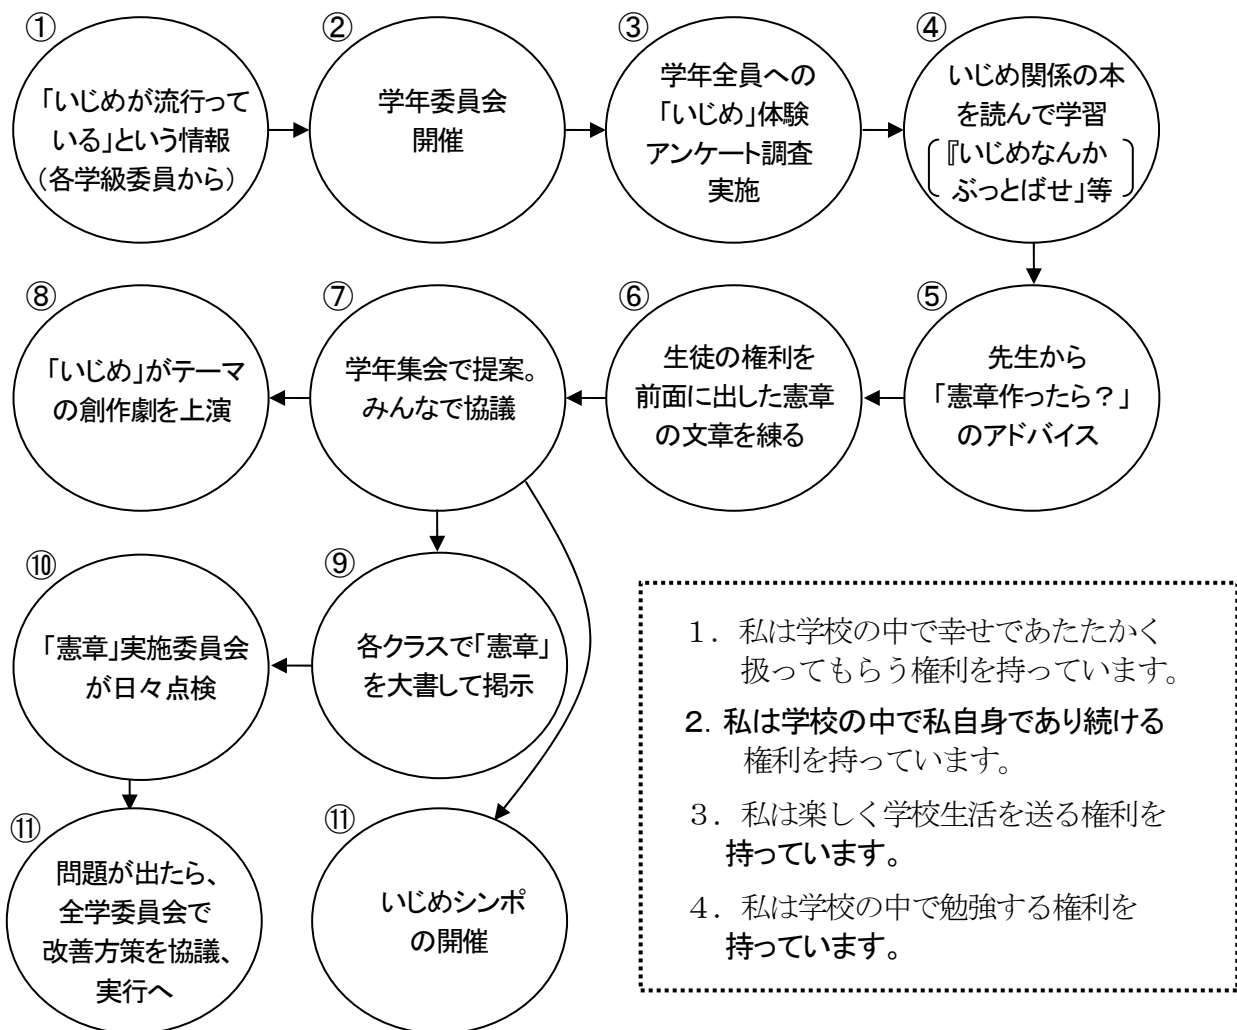 ①
「いじめが流行って
いる」という情報
（各学級委員から）
②
学年委員会
開催
③
学年全員への
「いじめ」体験
アンケート調査
実施
④
いじめ関係の本
を読んで学習
『いじめなんか
ぶっとばせ」等
⑤
先生から
「憲章作ったら？」
のアドバイス
⑥
生徒の権利を
前面に出した憲章
の文章を練る
⑦
学年集会で提案。
みんなで協議
⑧
「いじめ」がテーマ
の創作劇を上演
⑨
各クラスで「憲章」
を大書して掲示
⑩
「憲章」実施委員会
が日々点検
⑪
問題が出たら、
全学委員会で
改善方策を協議、
実行へ
⑪
いじめシンポ
の開催
１．私は学校の中で幸せであたたかく
扱ってもらう権利を持っています。
２．私は学校の中で私自身であり続ける
権利を持っています。
３．私は楽しく学校生活を送る権利を
持っています。
４．私は学校の中で勉強する権利を
持っています。